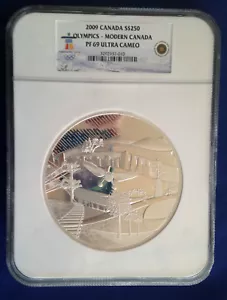 2009 CANADA S$250
OLYMPICS - MODERN CANADA
PF 69 ULTRA CAMEO